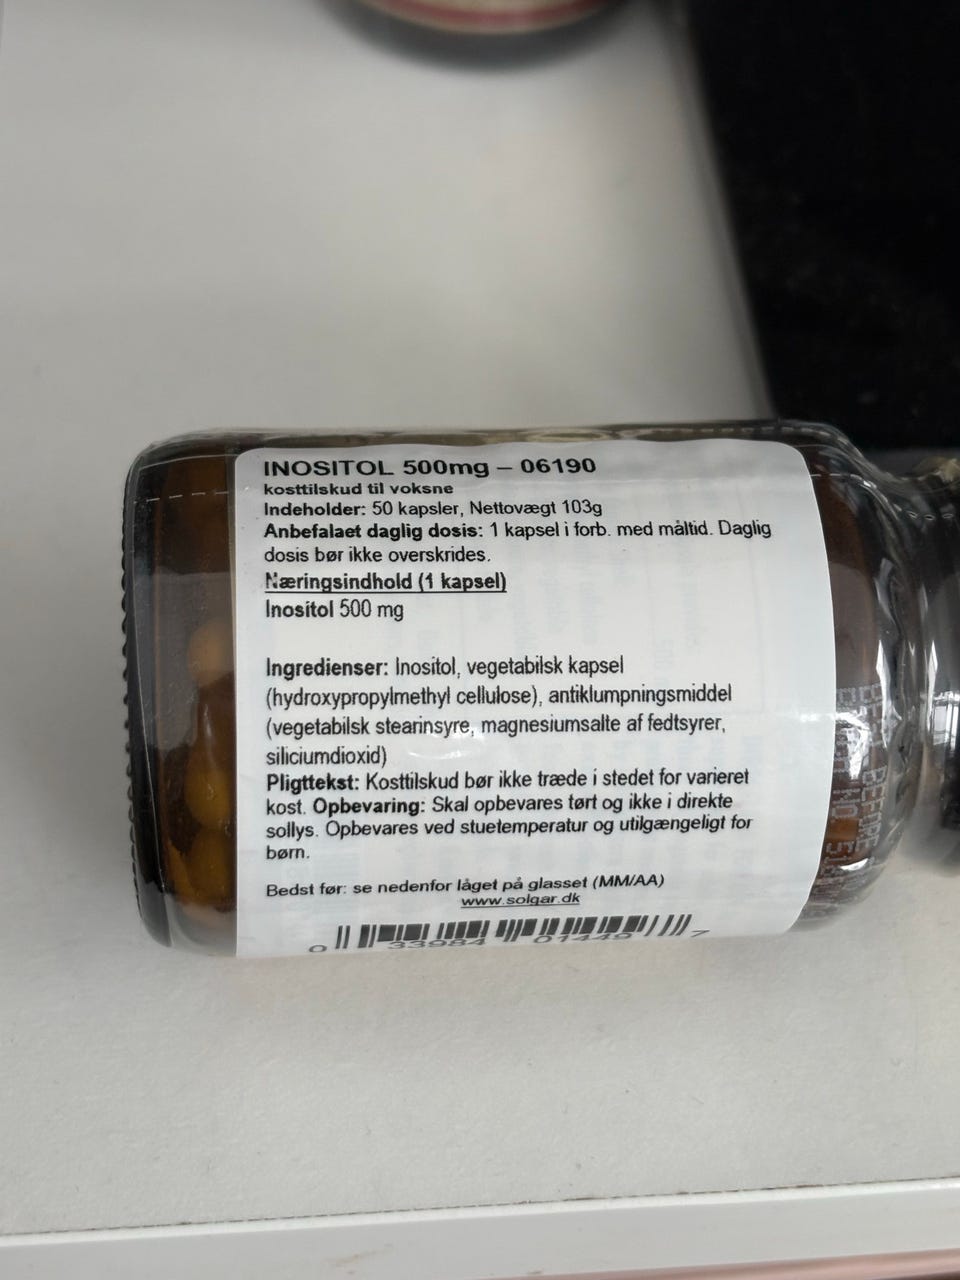 INOSITOL 500mg – 06190
kosttilskud til voksne
Indeholder: 50 kapsler, Nettovægt 103g
Anbefalaet daglig dosis: 1 kapsel i forb. med måltid. Daglig
dosis bør ikke overskrides.
Næringsindhold (1 kapsel)
Inositol 500 mg
Ingredienser: Inositol, vegetabilsk kapsel
(hydroxypropylmethyl cellulose), antiklumpningsmiddel
(vegetabilsk stearinsyre, magnesiumsalte af fedtsyrer,
siliciumdioxid)
Pligttekst: Kosttilskud bør ikke træde i stedet for varieret
kost. Opbevaring: Skal opbevares tørt og ikke i direkte
sollys. Opbevares ved stuetemperatur og utilgængeligt for
børn.
Bedst før: se nedenfor låget på glasset (MM/AA)
www.solgar.dk
0 33984 01449 7
BEST BEFORE